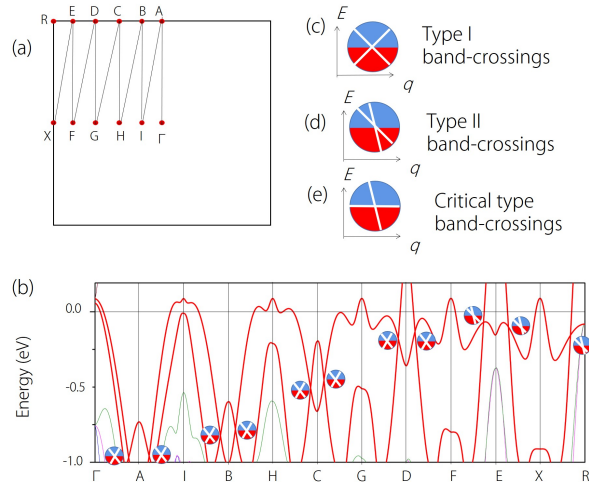 (a)
R E D C B A
X F G H I Γ
(c)
E
q
Type I
band-crossings
(d)
E
q
Type II
band-crossings
(e)
E
q
Critical type
band-crossings
(b)
Energy (eV)
0.0
-0.5
-1.0
Γ A I B H C G D F E X R